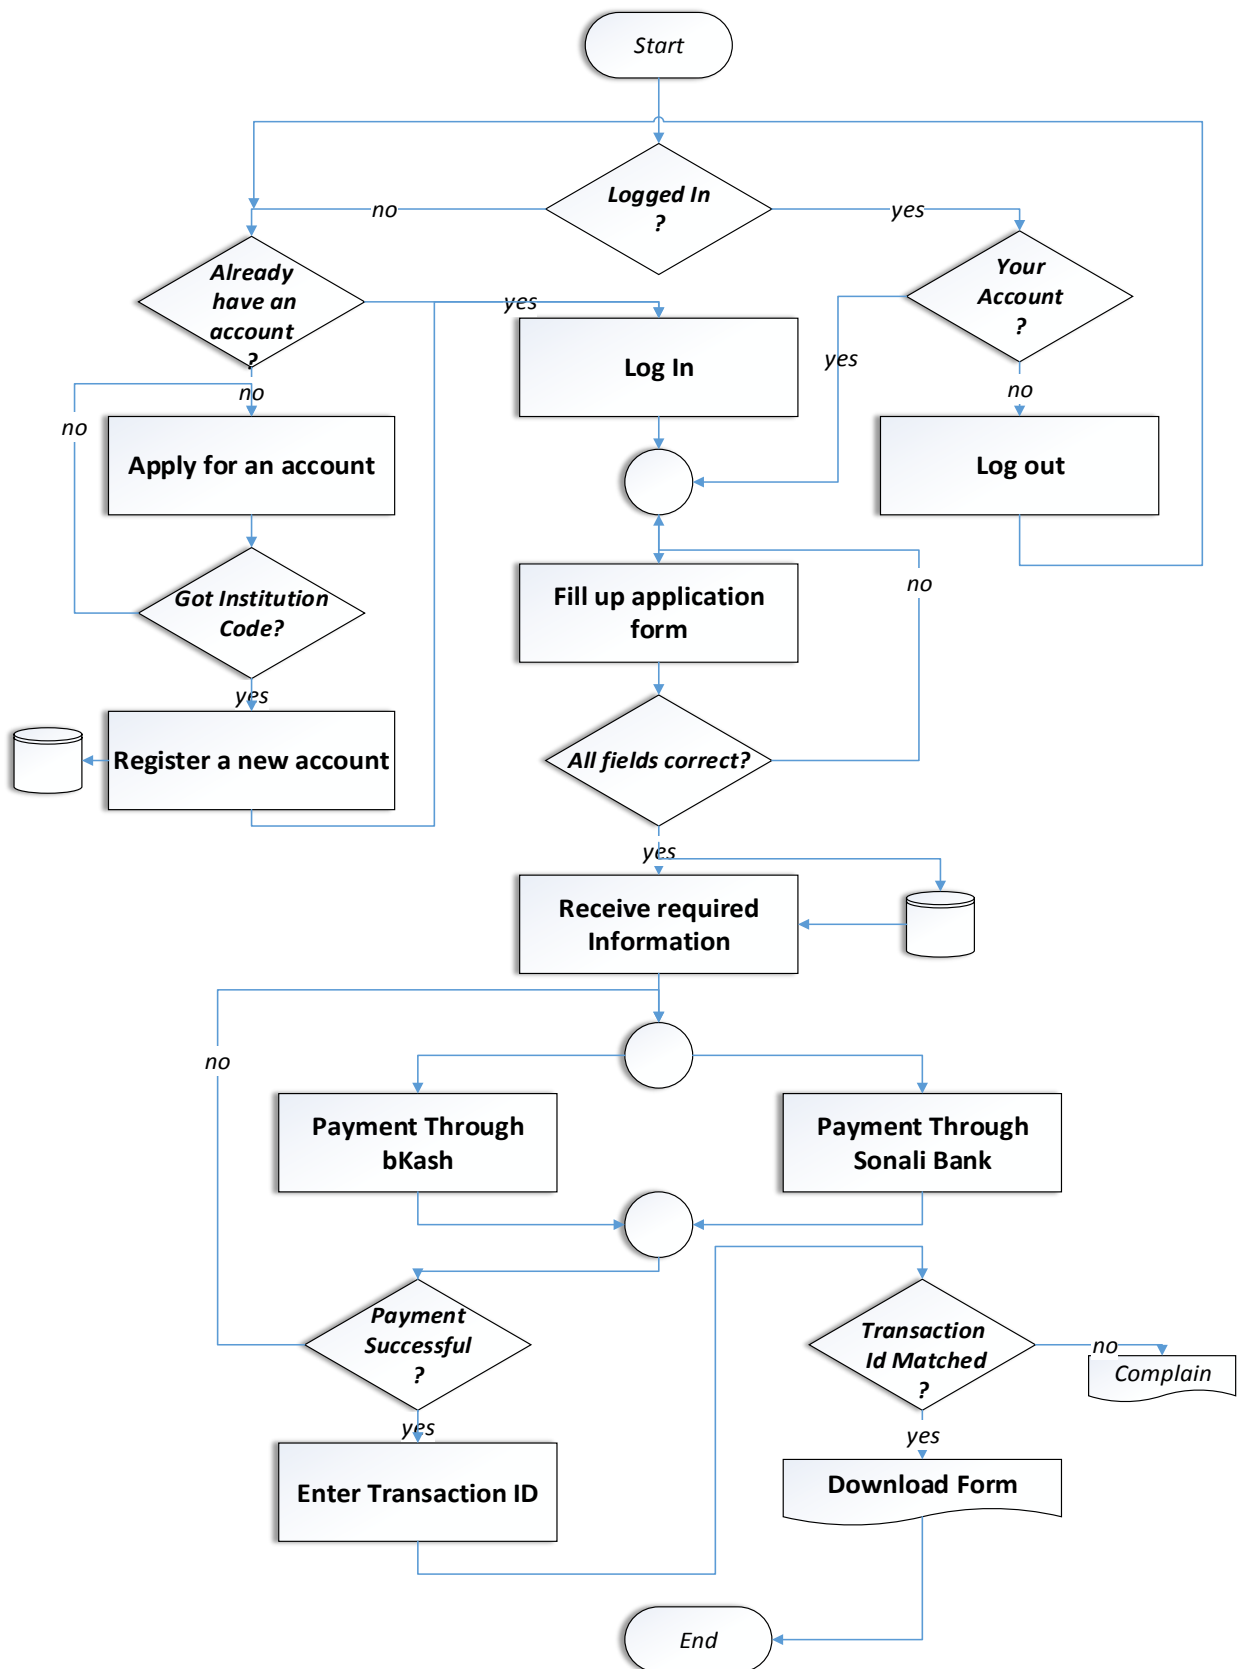 Start
Logged In
?
no
yes
Already
have an
account
?
yes
Your
Account
?
Log In
yes
no
no
no
Apply for an account
Log out
Got Institution
Code?
Fill up application
form
no
yes
Register a new account
All fields correct?
yes
Receive required
Information
no
Payment Through
bKash
Payment Through
Sonali Bank
Payment
Successful
?
Transaction
Id Matched
?
no
Complain
yes
yes
Enter Transaction ID
Download Form
End